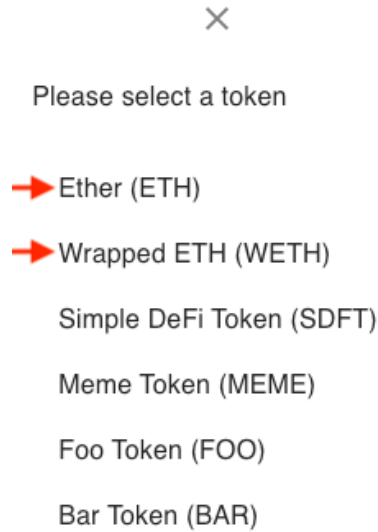 Please select a token
Ether (ETH)
Wrapped ETH (WETH)
Simple DeFi Token (SDFT)
Meme Token (MEME)
Foo Token (FOO)
Bar Token (BAR)